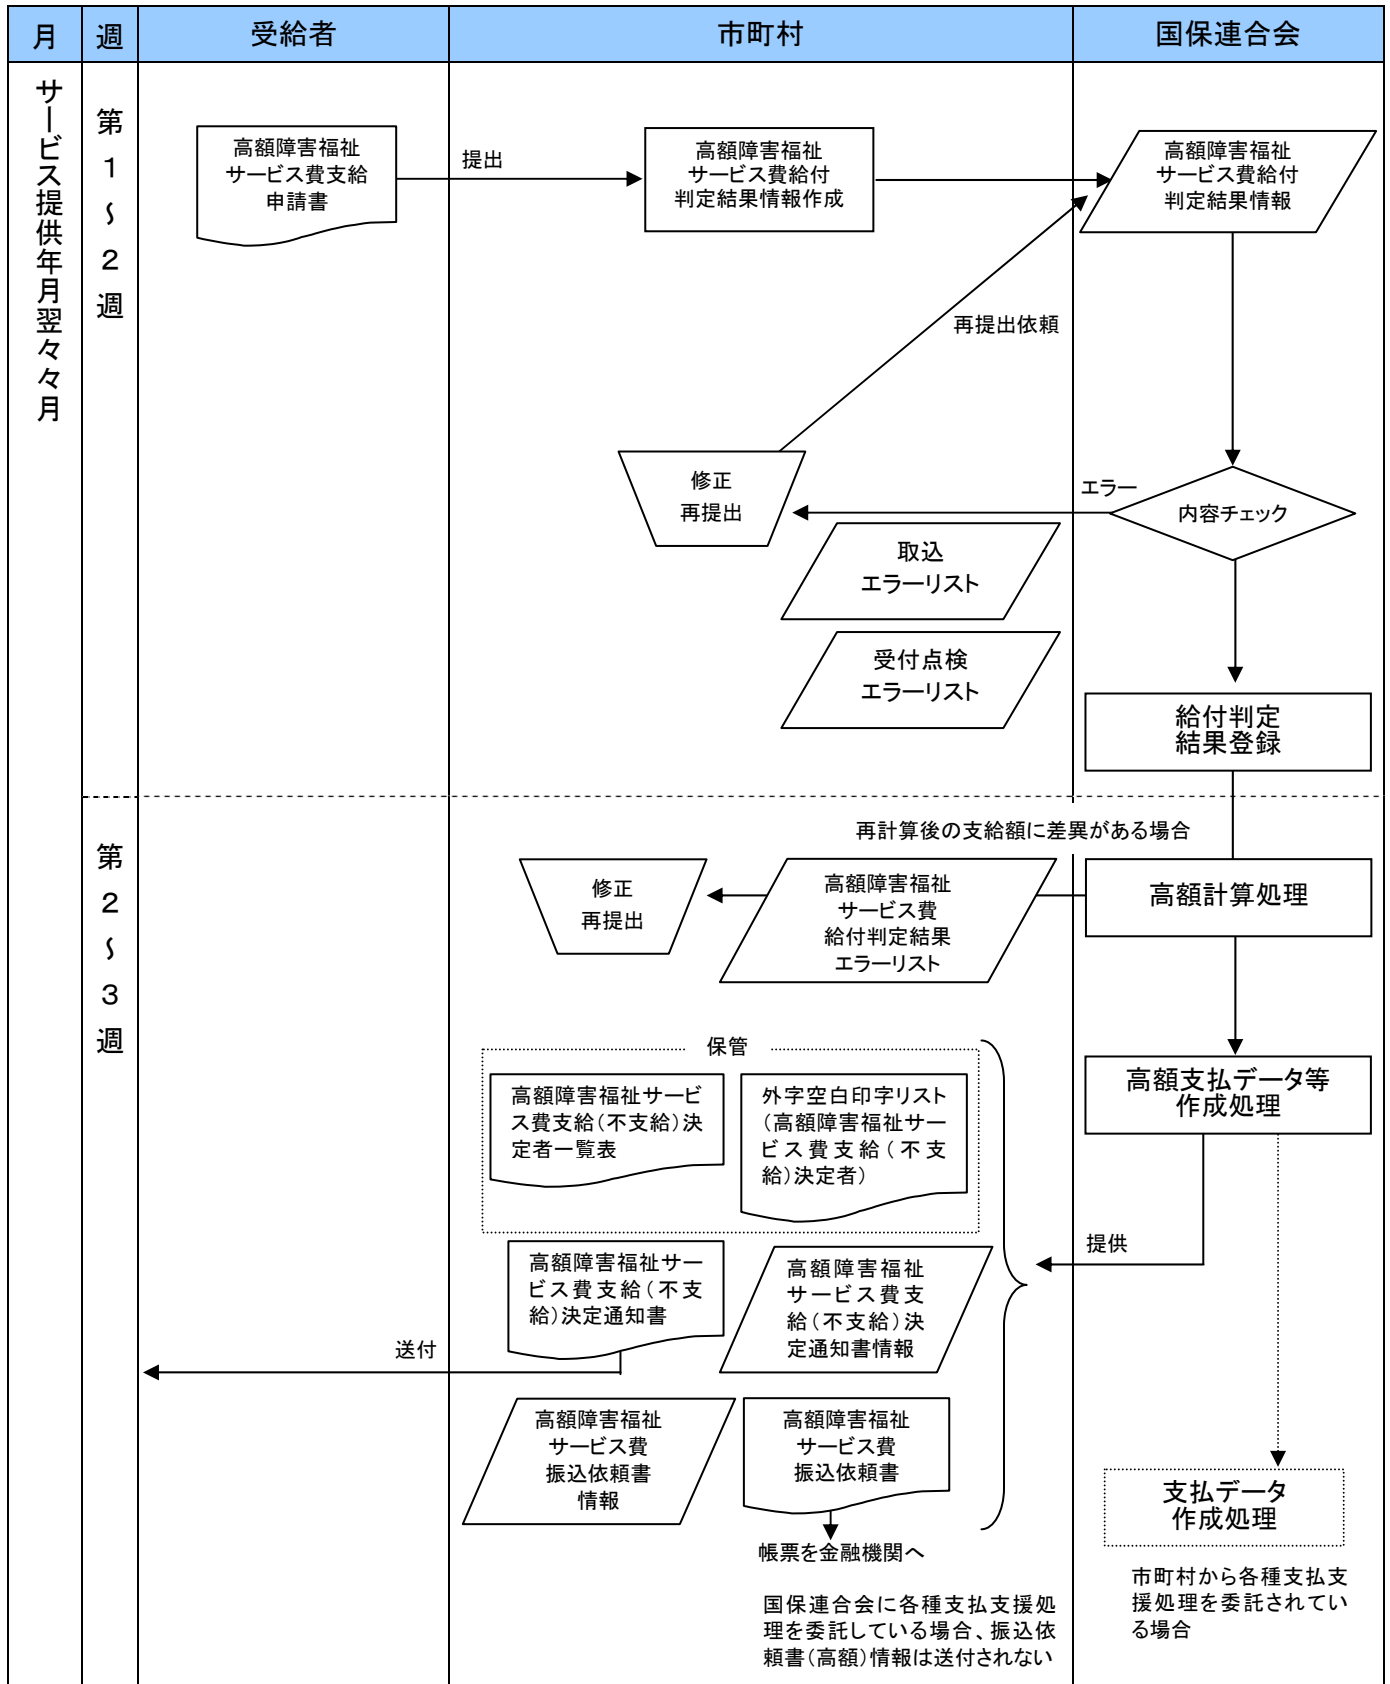 月
週
受給者
市町村
国保連合会
サービス提供年月翌々月
第1～2週
高額障害福祉
サービス費支給
申請書
提出
高額障害福祉
サービス費給付
判定結果情報作成
高額障害福祉
サービス費給付
判定結果情報
再提出依頼
修正
再提出
エラー
内容チェック
取込
エラーリスト
受付点検
エラーリスト
給付判定
結果登録
第2～3週
再計算後の支給額に差異がある場合
修正
再提出
高額障害福祉
サービス費
給付判定結果
エラーリスト
高額計算処理
保管
高額障害福祉サービ
ス費支給（不支給）決
定者一覧表
外字空白印字リスト
（高額障害福祉サー
ビス費支給（不支
給）決定者）
高額支払データ等
作成処理
提供
高額障害福祉サー
ビス費支給（不支
給）決定通知書
高額障害福祉
サービス費支
給（不支給）決
定通知書情報
送付
高額障害福祉
サービス費
振込依頼書
情報
高額障害福祉
サービス費
振込依頼書
支払データ
作成処理
帳票を金融機関へ
市町村から各種支払支
援処理を委託されてい
る場合
国保連合会に各種支払支援処
理を委託している場合、振込依
頼書（高額）情報は送付されない